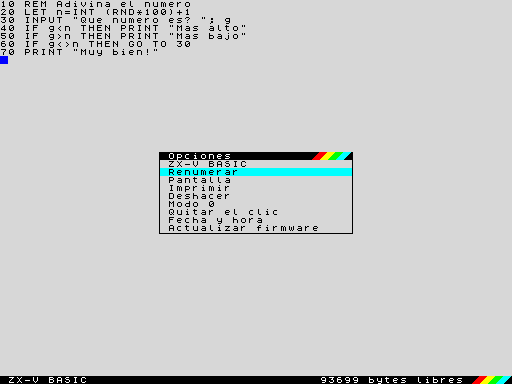 10 REM Adivina el numero
20 LET n=INT (RND*100)+1
30 INPUT "Que numero es? "; g
40 IF g<n THEN PRINT "Mas alto"
50 IF g>n THEN PRINT "Mas bajo"
60 IF g<>n THEN GO TO 30
70 PRINT "Muy bien!"
Opciones
ZX-V BASIC
Renumerar
Pantalla
Imprimir
Deshacer
Modo 0
Quitar el clic
Fecha y hora
Actualizar firmware
ZX-V BASIC 93699 bytes libres